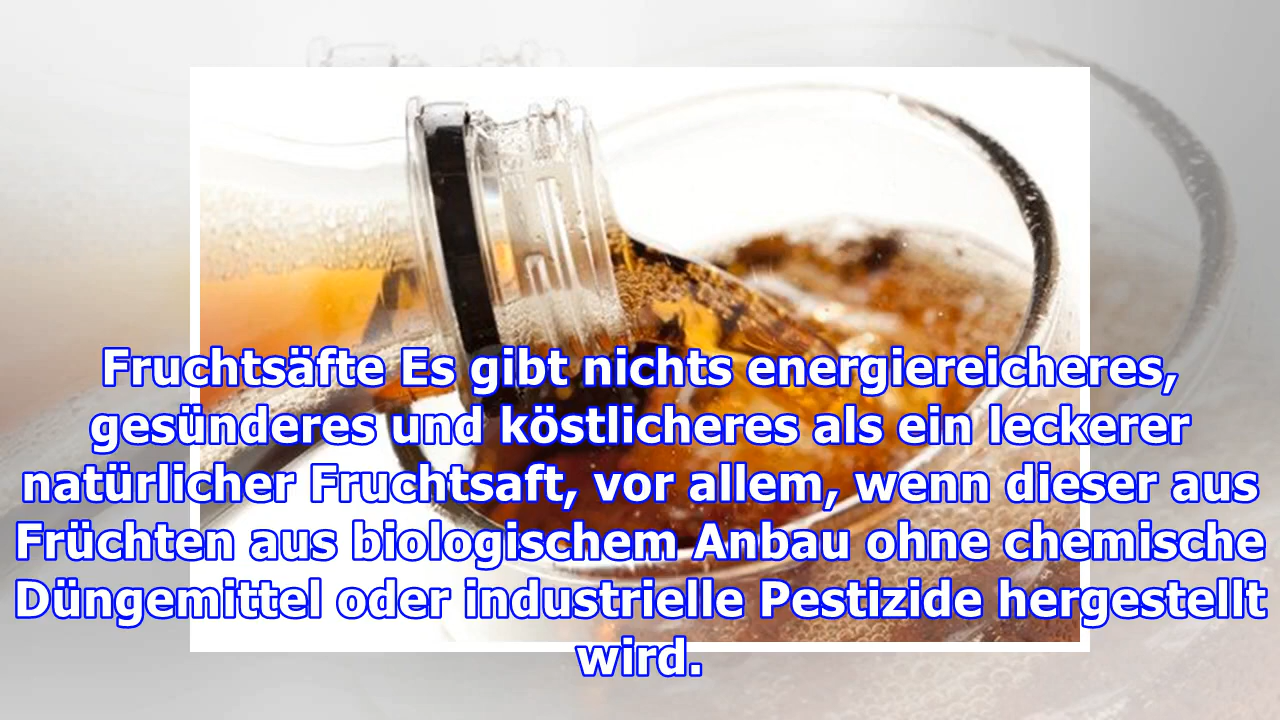 Fruchtsäfte Es gibt nichts energiereicheres,
gesünderes und köstlicheres als ein leckerer
natürlicher Fruchtsaft, vor allem, wenn dieser aus
Früchten aus biologischem Anbau ohne chemische
Düngemittel oder industrielle Pestizide hergestellt
wird.